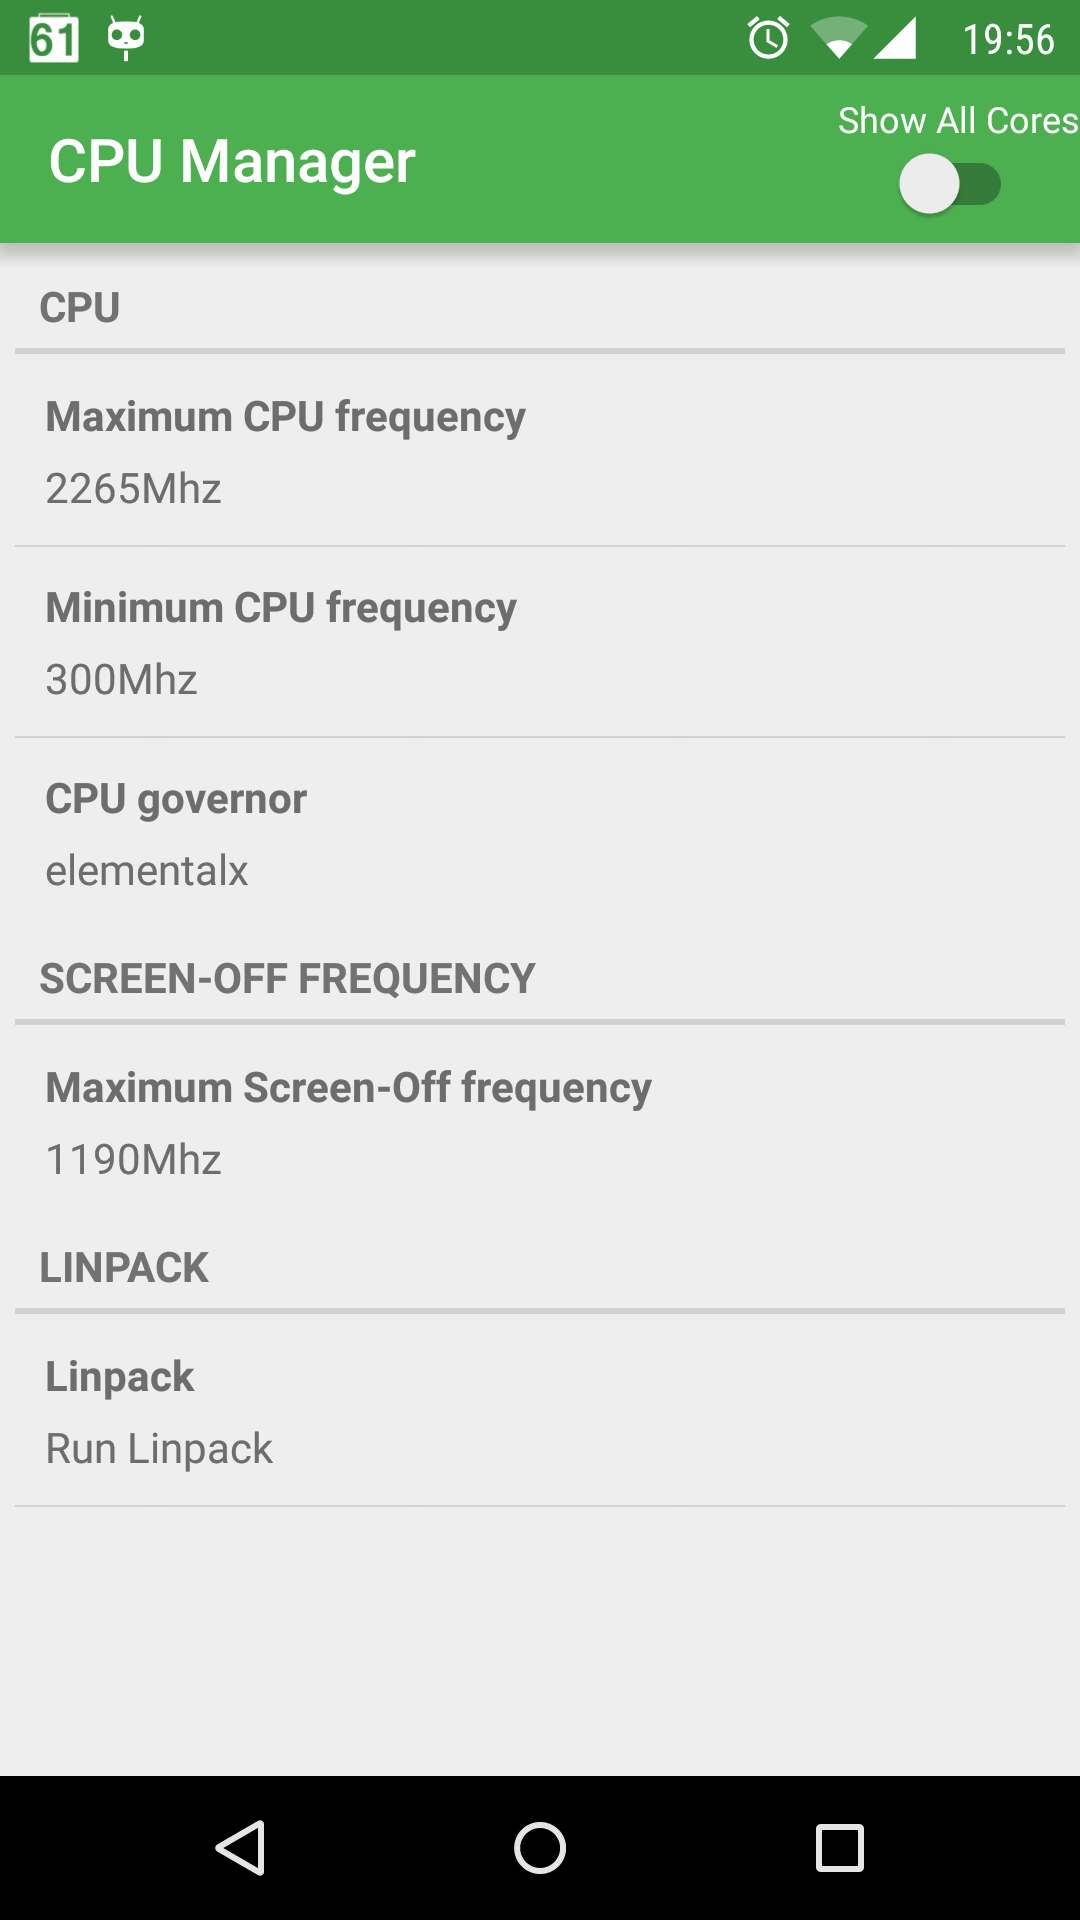 61
19:56
Show All Cores
CPU Manager
CPU
Maximum CPU frequency
2265Mhz
Minimum CPU frequency
300Mhz
CPU governor
elementalx
SCREEN-OFF FREQUENCY
Maximum Screen-Off frequency
1190Mhz
LINPACK
Linpack
Run Linpack